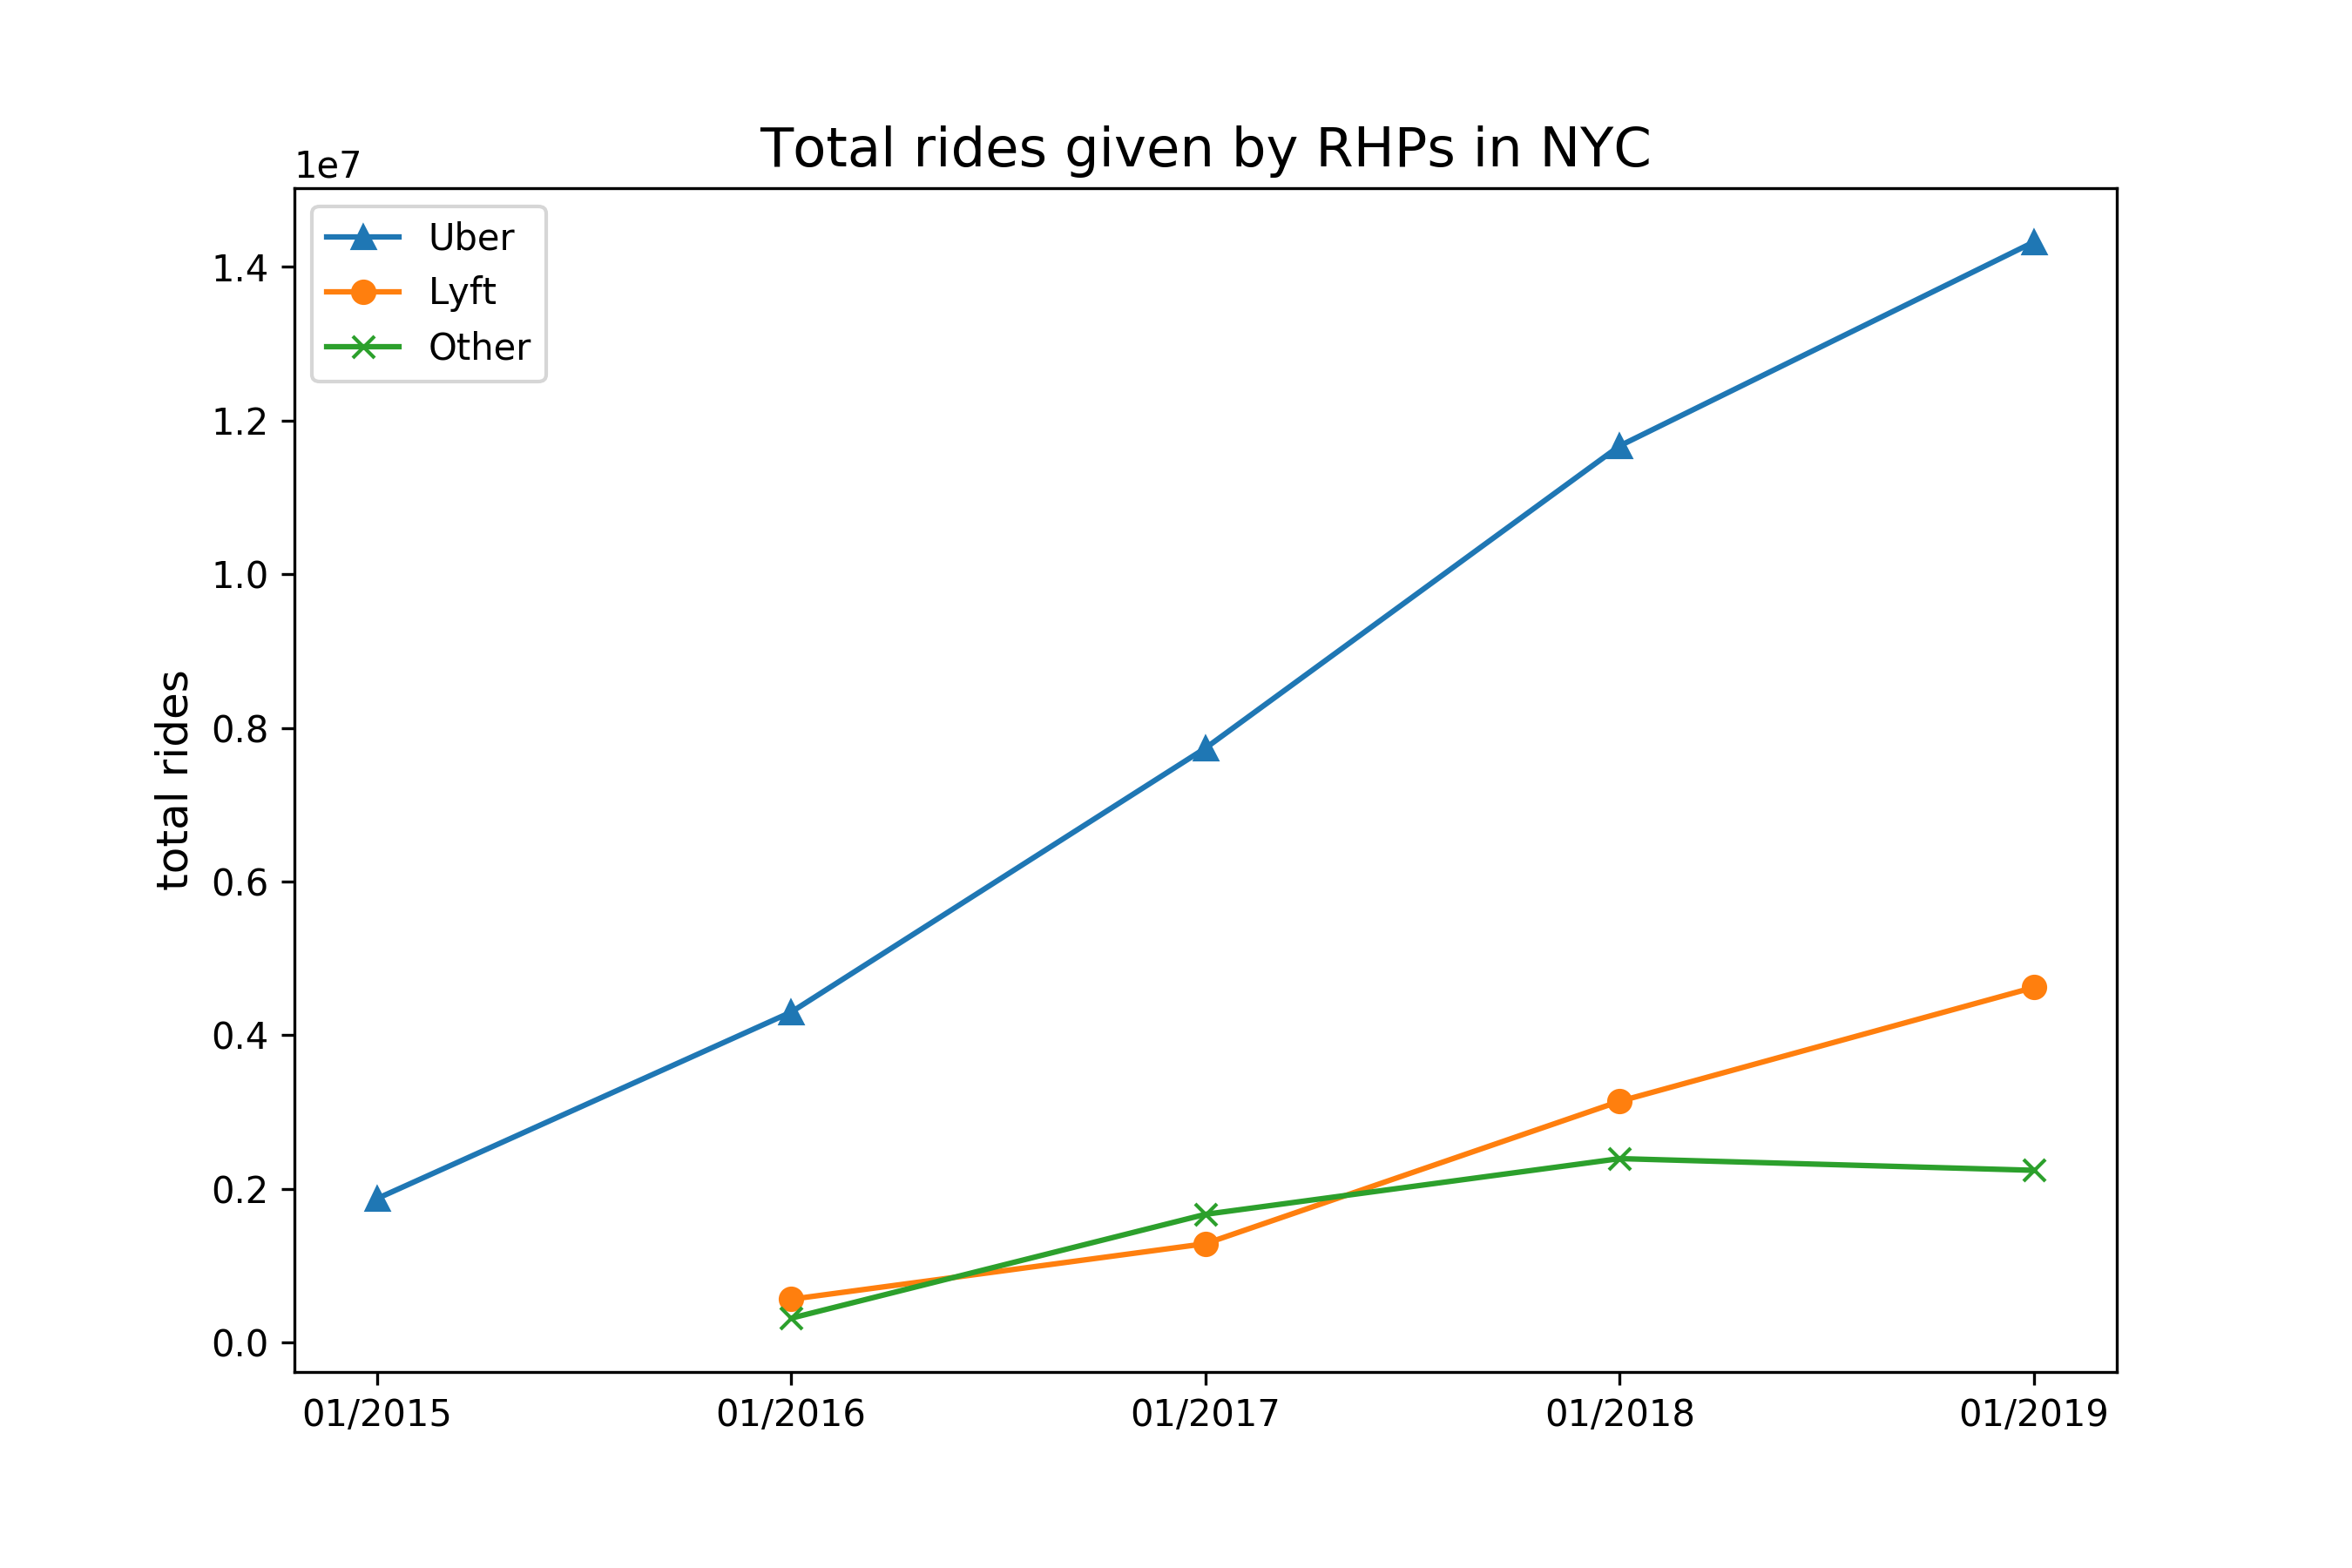 Total rides given by RHPs in NYC
1e7
Uber
Lyft
Other
1.4
1.2
1.0
0.8
0.6
0.4
0.2
0.0
total rides
01/2015
01/2016
01/2017
01/2018
01/2019